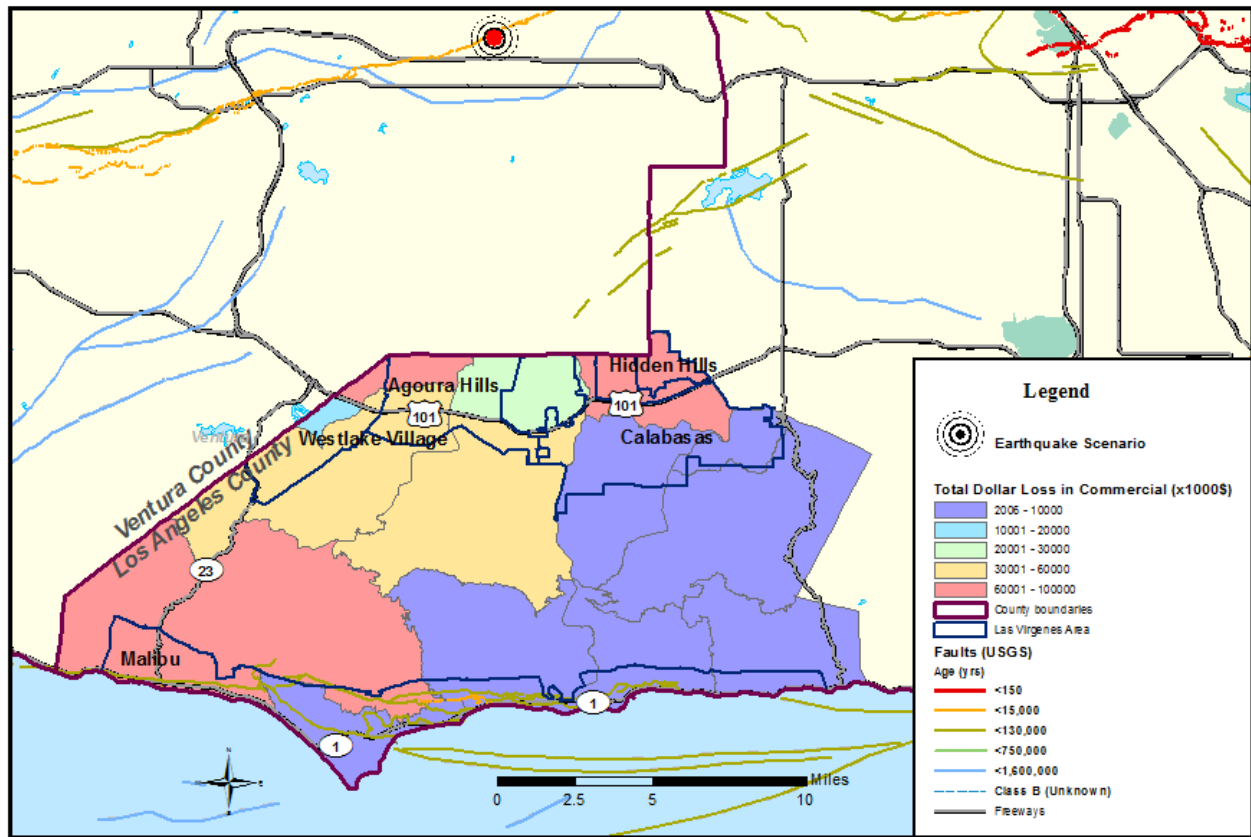 Hidden Hills
Agoura Hills
101
101
Westlake Village
Calabasas
Ventura
Ventura County
Los Angeles County
23
Malibu
1
1
N
E
Miles
0 2.5 5 10
Legend
Earthquake Scenario
Total Dollar Loss in Commercial (x1000$)
2006 - 10000
10001 - 20000
20001 - 30000
30001 - 60000
60001 - 100000
County boundaries
Las Virgenes Area
Faults (USGS)
Age (yrs)
<150
<15,000
<130,000
<750,000
<1,600,000
Class B (Unknown)
Freeways